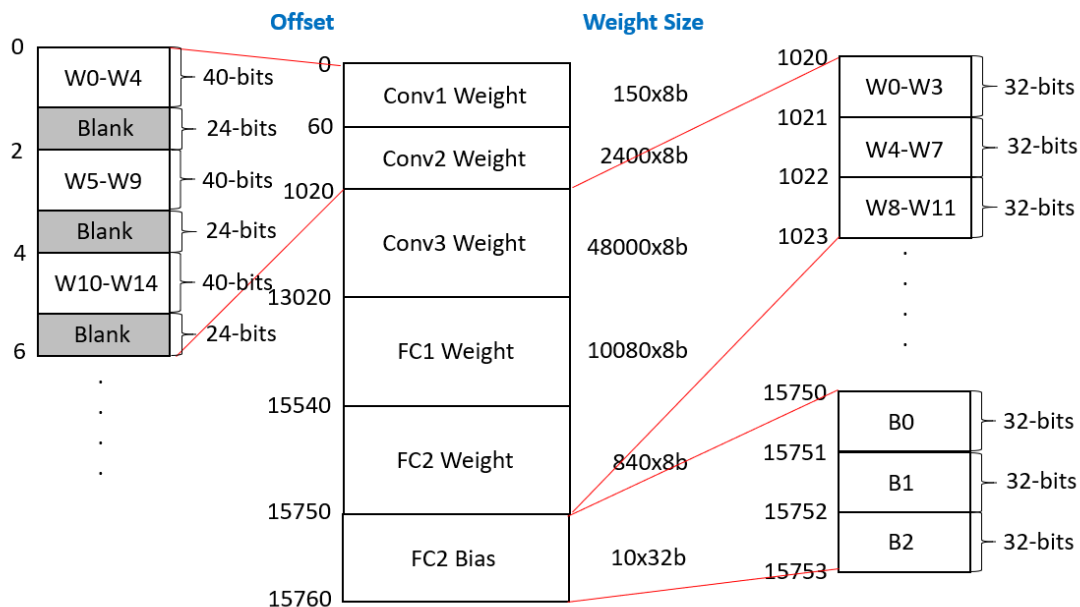 Offset
Weight Size
0
W0-W4
40-bits
Blank
24-bits
2
W5-W9
40-bits
Blank
24-bits
4
W10-W14
40-bits
Blank
24-bits
6
.
.
.
.
0
Conv1 Weight
150x8b
60
Conv2 Weight
2400x8b
1020
Conv3 Weight
48000x8b
13020
FC1 Weight
10080x8b
15540
FC2 Weight
840x8b
15750
FC2 Bias
10x32b
15760
1020
W0-W3
32-bits
1021
W4-W7
32-bits
1022
W8-W11
32-bits
1023
.
.
.
.
15750
B0
32-bits
15751
B1
32-bits
15752
B2
32-bits
15753